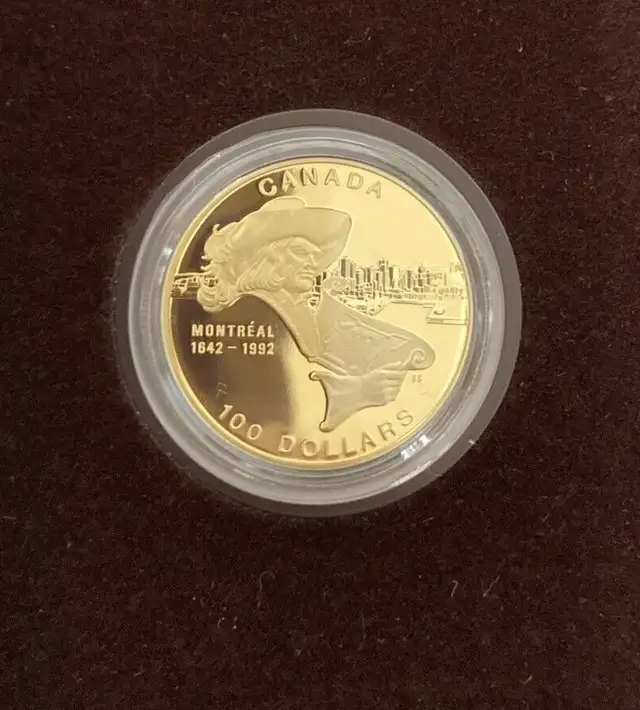 CANADA
MONTRÉAL
1642 - 1992
100 DOLLARS